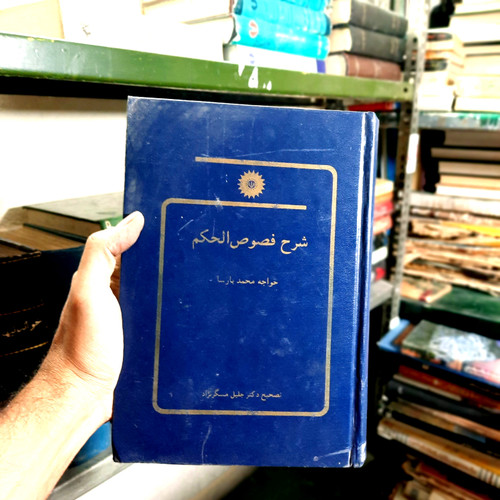 شرح فصوص‌الحکم
خواجه محمد پارسا
تصحیح دکتر جلیل مسگرنژاد